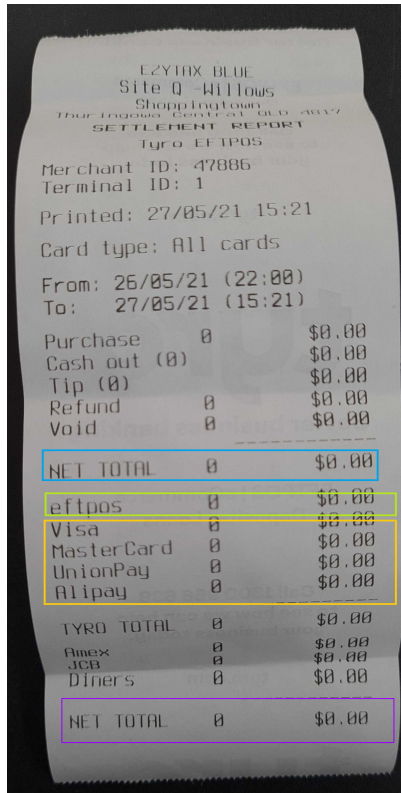 EZYTAX BLUE
Site Q -Willows
Shoppingtown
Thuringowa Central QLD 4817
SETTLEMENT REPORT
Tyro EFTPOS
Merchant ID: 47886
Terminal ID: 1
Printed: 27/05/21 15:21
Card type: All cards
From: 26/05/21 (22:00)
To: 27/05/21 (15:21)
Purchase 0 $0.00
Cash out (0) $0.00
Tip (0) $0.00
Refund 0 $0.00
Void 0 $0.00
NET TOTAL 0 $0.00
eftpos 0 $0.00
Visa 0 $0.00
MasterCard 0 $0.00
UnionPay 0 $0.00
Alipay 0 $0.00
TYRO TOTAL 0 $0.00
Amex 0 $0.00
JCB 0 $0.00
Diners 0 $0.00
NET TOTAL 0 $0.00